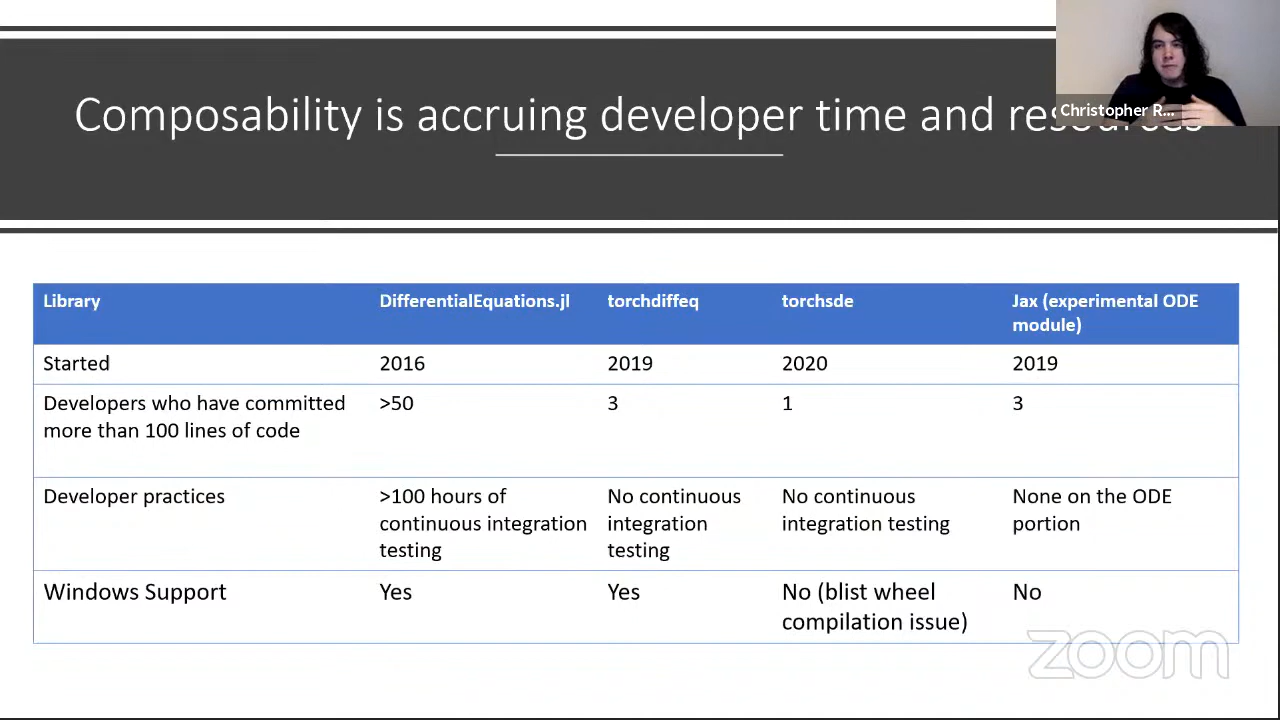 Composability is accruing developer time and resources
Christopher R...
Library DifferentialEquations.jl torchdiffeq torchsde Jax (experimental ODE
module)
Started 2016 2019 2020 2019
Developers who have committed >50 3 1 3
more than 100 lines of code
Developer practices >100 hours of No continuous No continuous None on the ODE
continuous integration integration integration testing portion
testing testing
Windows Support Yes Yes No (blist wheel No
compilation issue)
zoom